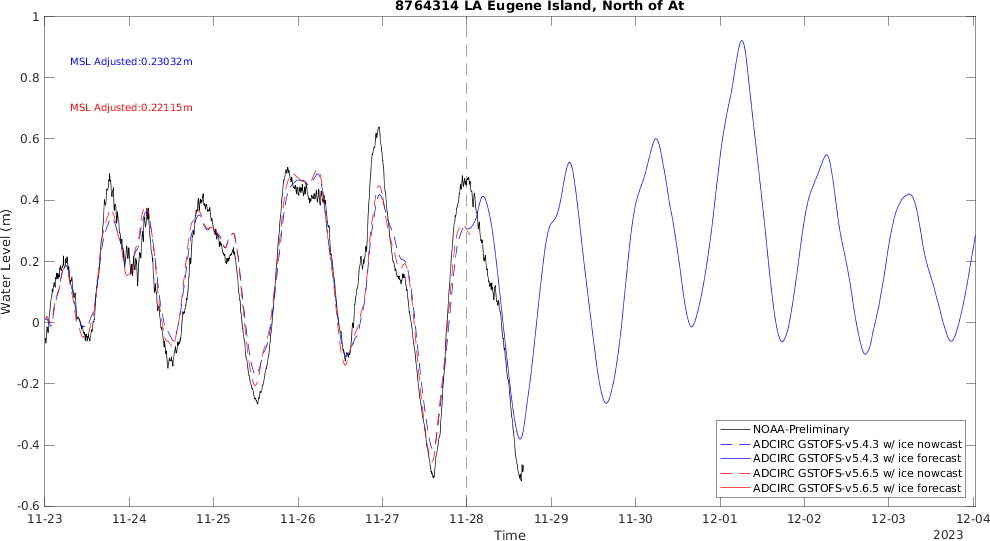 8764314 LA Eugene Island, North of At
MSL Adjusted:0.23032m
MSL Adjusted:0.22115m
Water Level (m)
1
0.8
0.6
0.4
0.2
0
-0.2
-0.4
-0.6
NOAA-Preliminary
ADCIRC GSTOFS-v5.4.3 w/ ice nowcast
ADCIRC GSTOFS-v5.4.3 w/ ice forecast
ADCIRC GSTOFS-v5.6.5 w/ ice nowcast
ADCIRC GSTOFS-v5.6.5 w/ ice forecast
11-23 11-24 11-25 11-26 11-27 11-28 11-29 11-30 12-01 12-02 12-03 12-04
Time
2023